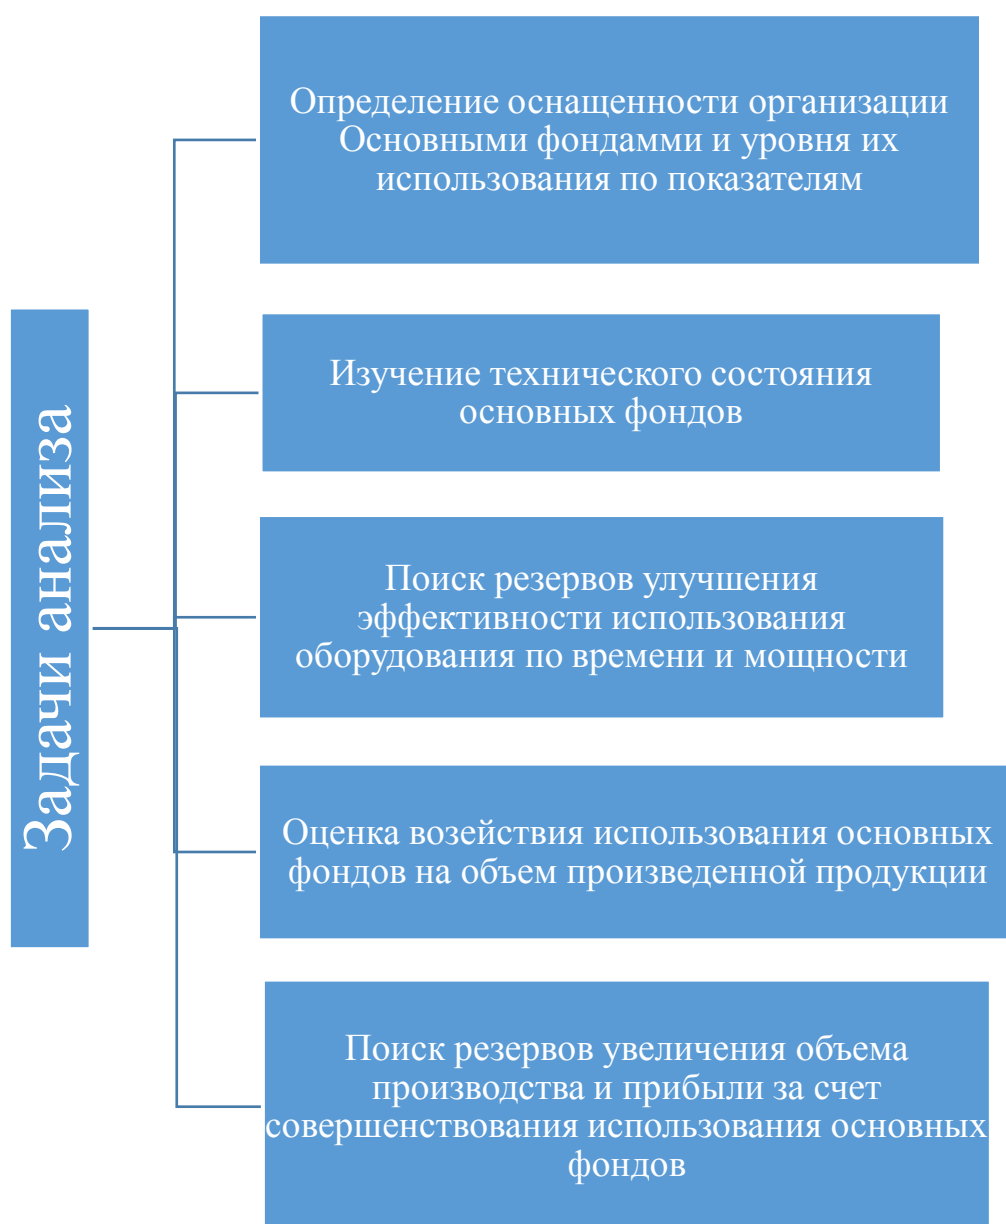 Задачи анализа
Определение оснащенности организации
Основными фондамми и уровня их
использования по показателям
Изучение технического состояния
основных фондов
Поиск резервов улучшения
эффективности использования
оборудования по времени и мощности
Оценка возействия использования основных
фондов на объем произведенной продукции
Поиск резервов увеличения объема
производства и прибыли за счет
совершенствования использования основных
фондов